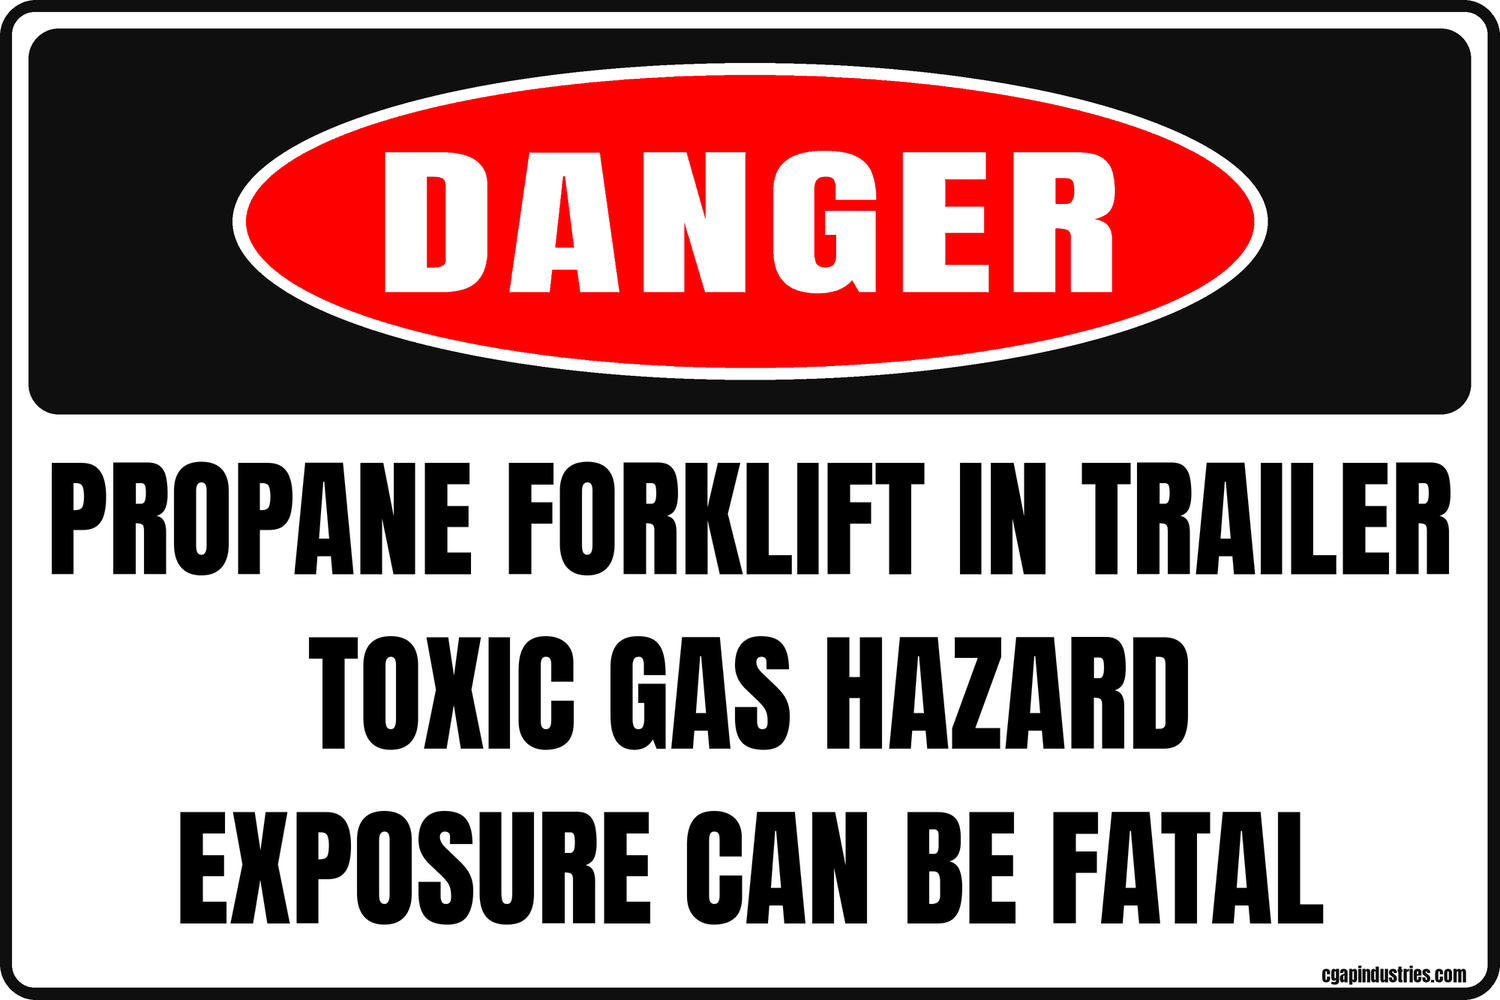 DANGER
PROPANE FORKLIFT IN TRAILER
TOXIC GAS HAZARD
EXPOSURE CAN BE FATAL
cgapindustries.com